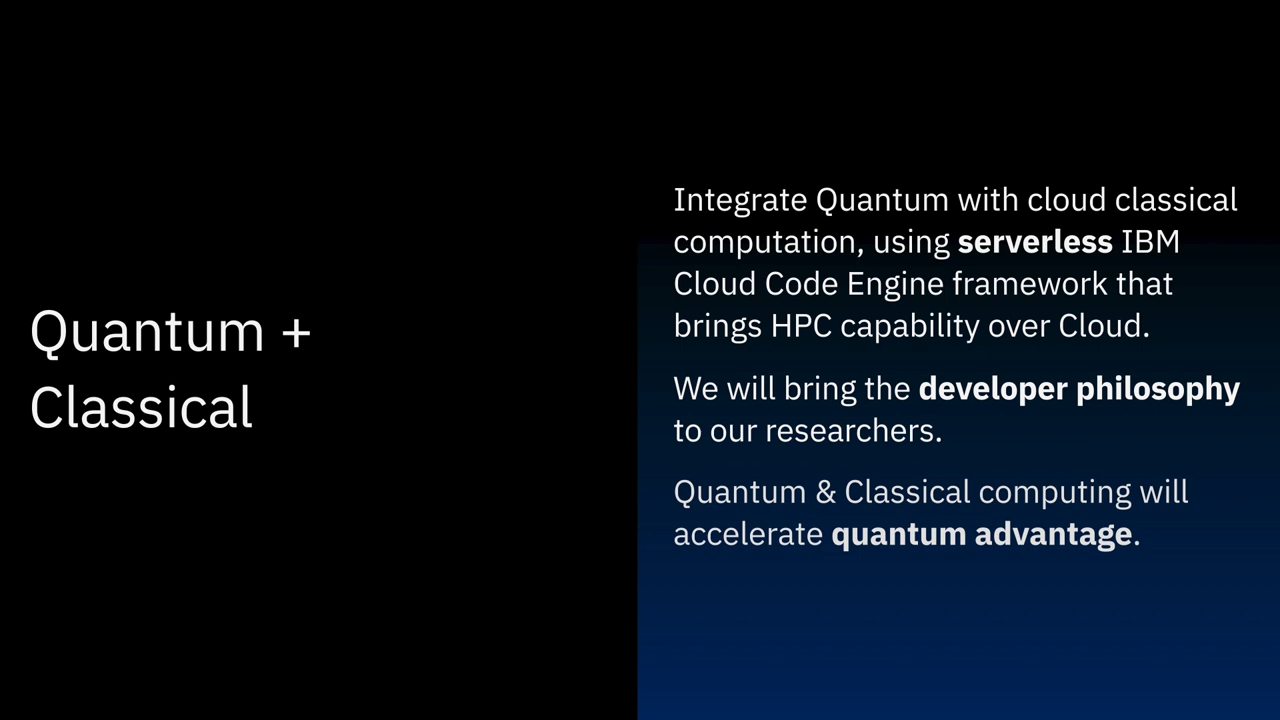 Quantum +
Classical
Integrate Quantum with cloud classical
computation, using serverless IBM
Cloud Code Engine framework that
brings HPC capability over Cloud.
We will bring the developer philosophy
to our researchers.
Quantum & Classical computing will
accelerate quantum advantage.